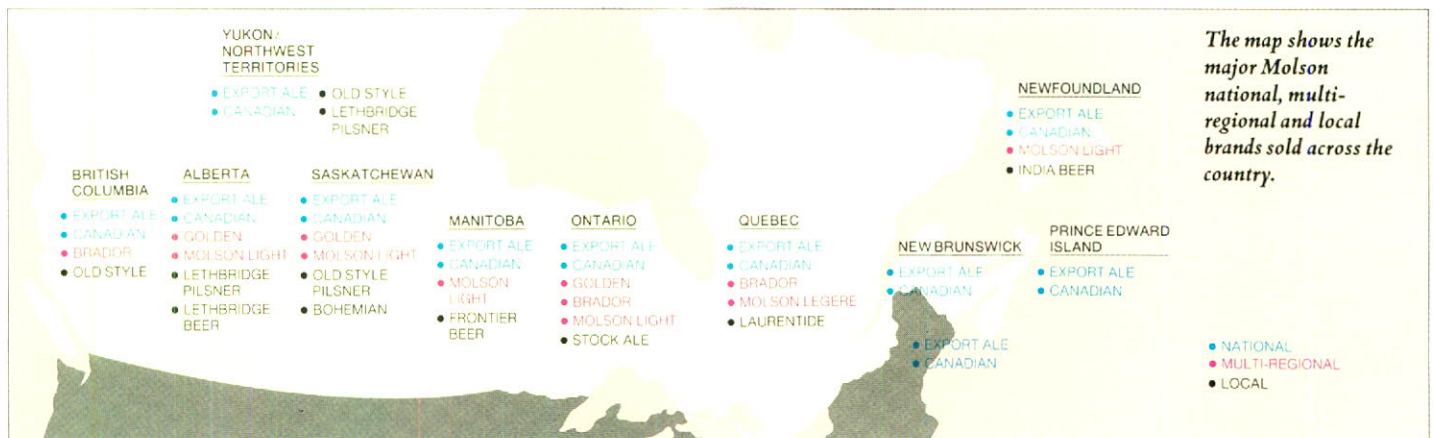 YUKON/
NORTHWEST
TERRITORIES
• EXPORT ALE
• CANADIAN
• OLD STYLE
• LETHBRIDGE
PILSNER
BRITISH
COLUMBIA
• EXPORT ALE
• CANADIAN
• BRADOR
• OLD STYLE
ALBERTA
• EXPORT ALE
• CANADIAN
• GOLDEN
• MOLSON LIGHT
• LETHBRIDGE
PILSNER
• LETHBRIDGE
BEER
SASKATCHEWAN
• EXPORT ALE
• CANADIAN
• GOLDEN
• MOLSON LIGHT
• OLD STYLE
PILSNER
• BOHEMIAN
MANITOBA
• EXPORT ALE
• CANADIAN
• MOLSON
LIGHT
• FRONTIER
BEER
ONTARIO
• EXPORT ALE
• CANADIAN
• GOLDEN
• BRADOR
• MOLSON LIGHT
• STOCK ALE
QUEBEC
• EXPORT ALE
• CANADIAN
• BRADOR
• MOLSON LEGERE
• LAURENTIDE
NEW BRUNSWICK
• EXPORT ALE
• CANADIAN
• EXPORT ALE
• CANADIAN
NEWFOUNDLAND
• EXPORT ALE
• CANADIAN
• MOLSON LIGHT
• INDIA BEER
PRINCE EDWARD
ISLAND
• EXPORT ALE
• CANADIAN
The map shows the
major Molson
national, multi-
regional and local
brands sold across the
country.
• NATIONAL
• MULTI-REGIONAL
• LOCAL